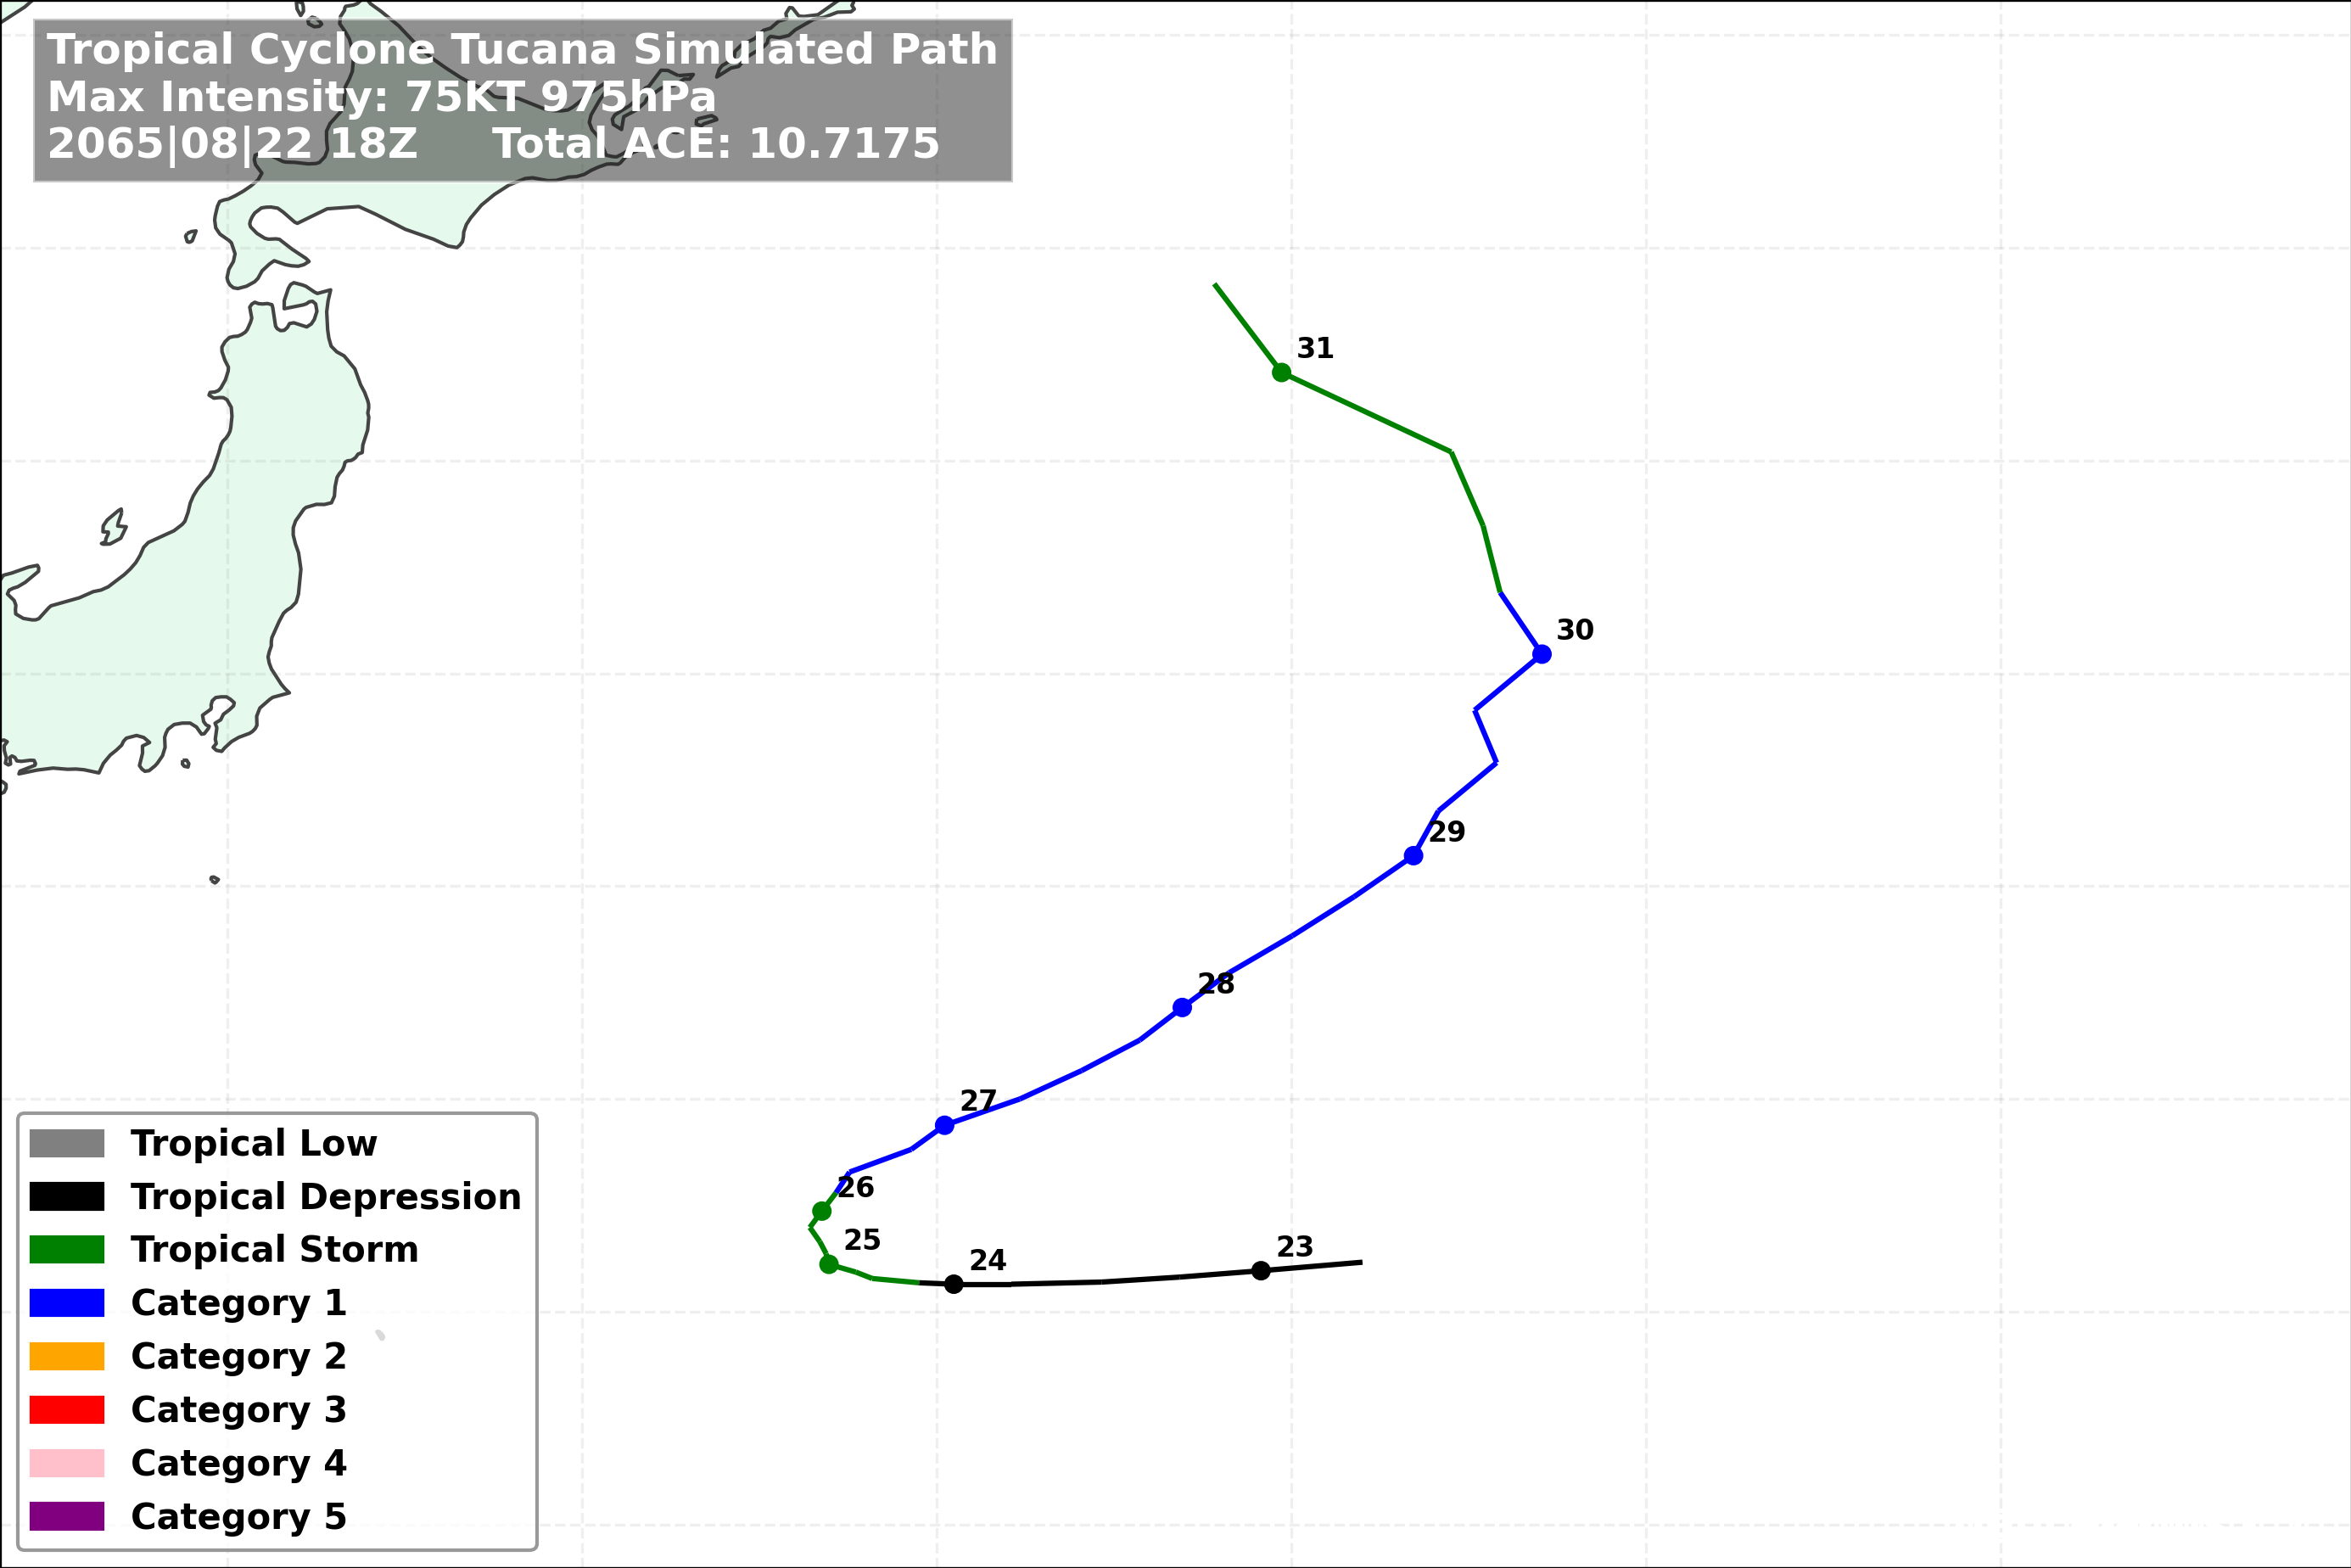 Tropical Cyclone Tucana Simulated Path
Max Intensity: 75KT 975hPa
2065|08|22 18Z Total ACE: 10.7175
31
30
29
28
27
26
25
24
23
Tropical Low
Tropical Depression
Tropical Storm
Category 1
Category 2
Category 3
Category 4
Category 5